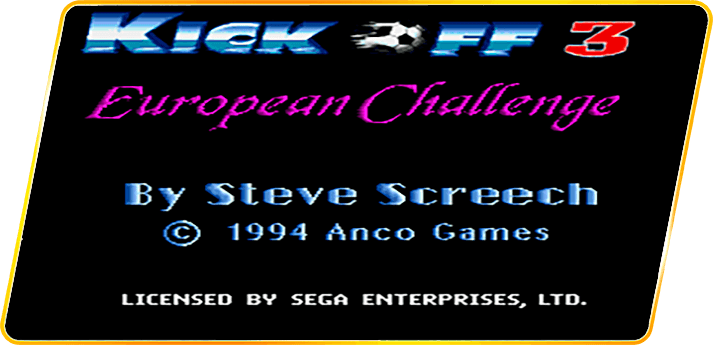 KICK OFF 3
European Challenge
By Steve Screech
© 1994 Anco Games
LICENSED BY SEGA ENTERPRISES, LTD.